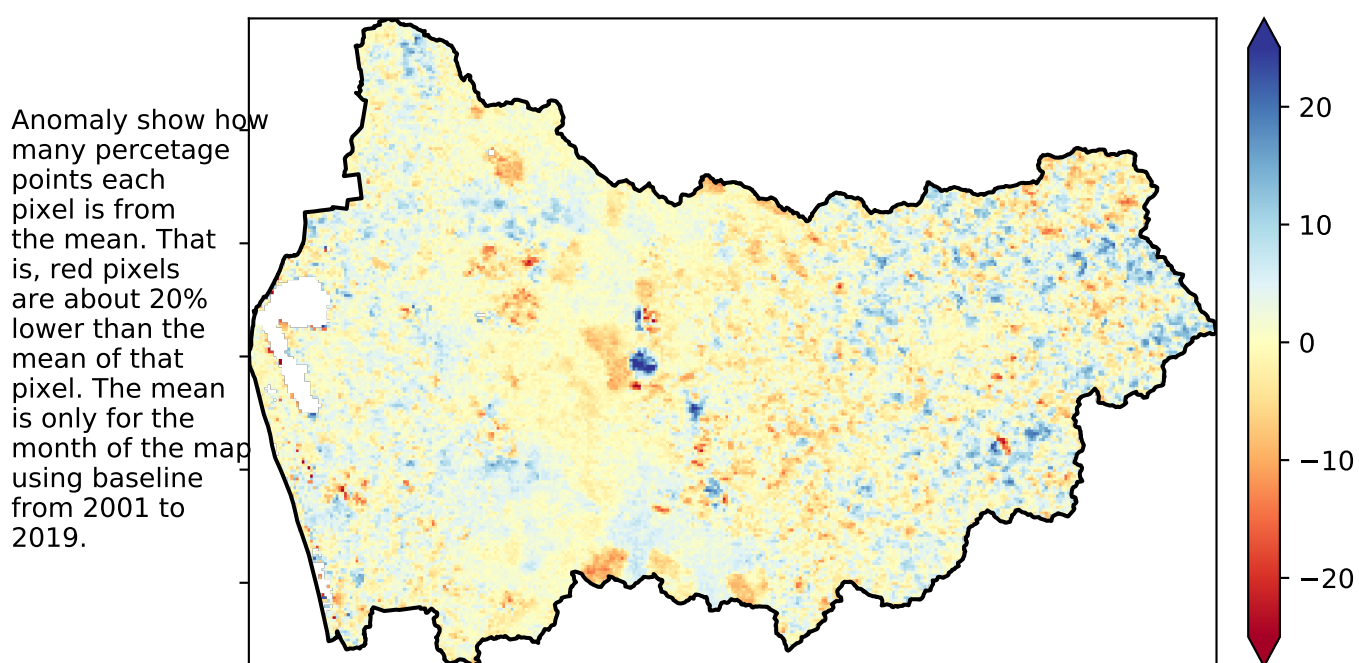 Anomaly show how
many percetage
points each
pixel is from
the mean. That
is, red pixels
are about 20%
lower than the
mean of that
pixel. The mean
is only for the
month of the map
using baseline
from 2001 to
2019.
20
10
0
−10
−20